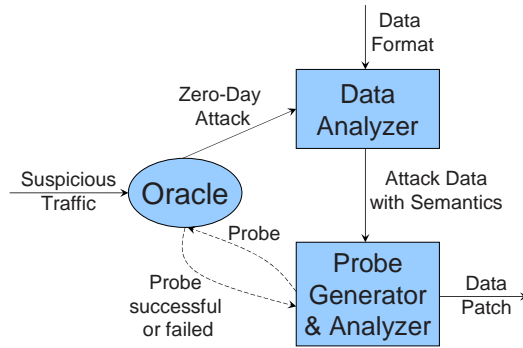 Data
Format
Zero-Day
Attack
Data
Analyzer
Suspicious
Traffic
Oracle
Attack Data
with Semantics
Probe
Probe
successful
or failed
Probe
Generator
& Analyzer
Data
Patch